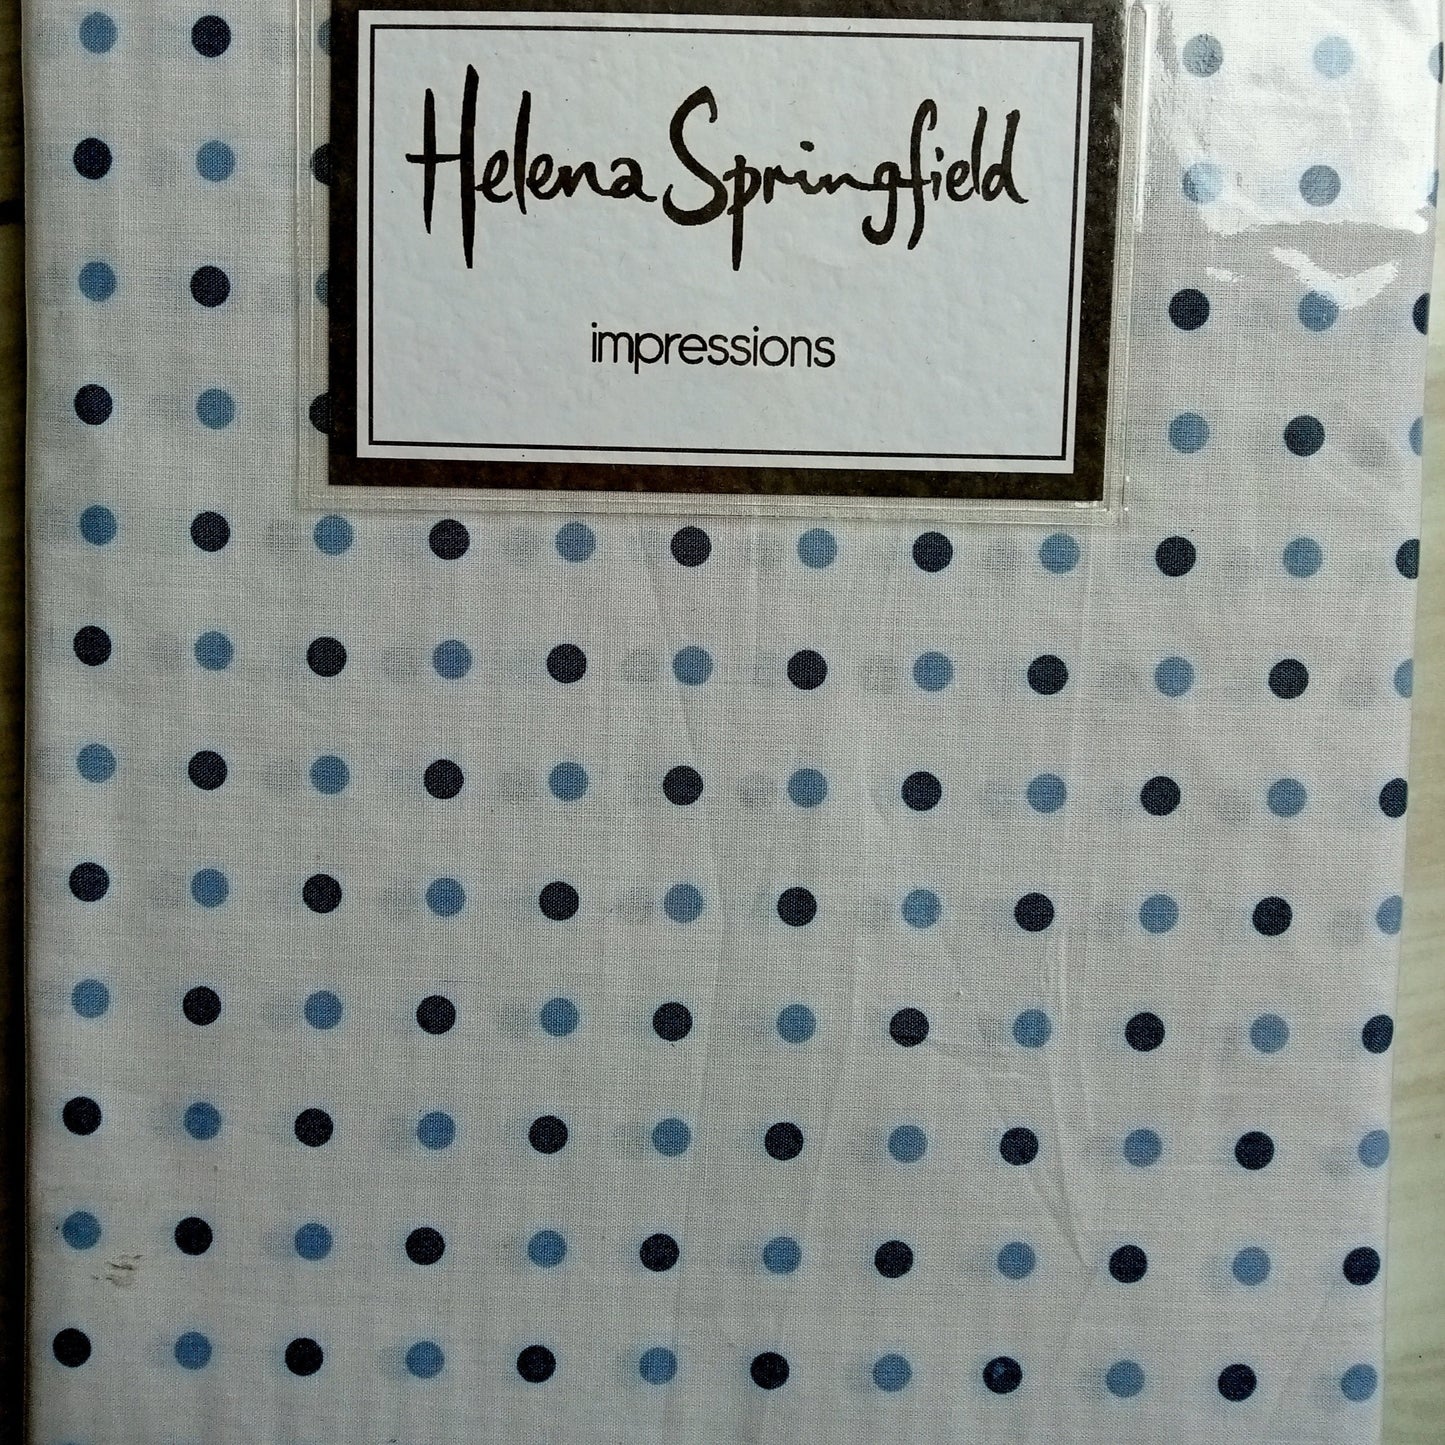 Helena Springfield
impressions